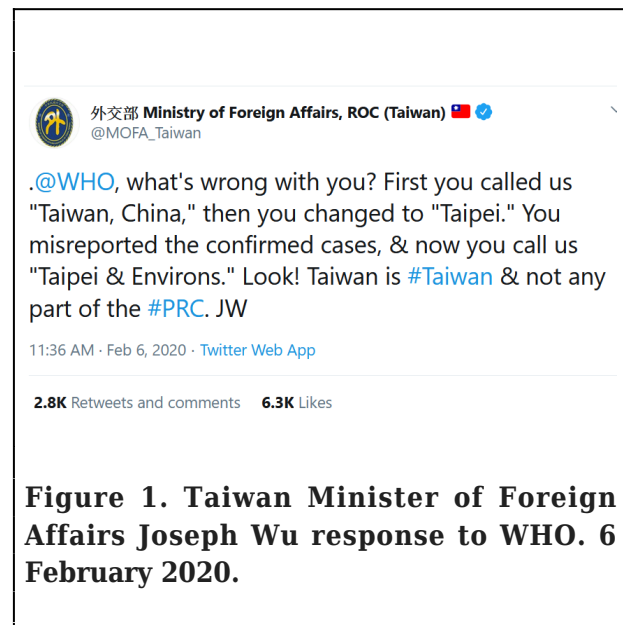 外交部 Ministry of Foreign Affairs, ROC (Taiwan) 🇹🇼
@MOFA_Taiwan
.@WHO, what's wrong with you? First you called us
"Taiwan, China," then you changed to "Taipei." You
misreported the confirmed cases, & now you call us
"Taipei & Environs." Look! Taiwan is #Taiwan & not any
part of the #PRC. JW
11:36 AM · Feb 6, 2020 · Twitter Web App
2.8K Retweets and comments 6.3K Likes
Figure 1. Taiwan Minister of Foreign
Affairs Joseph Wu response to WHO. 6
February 2020.